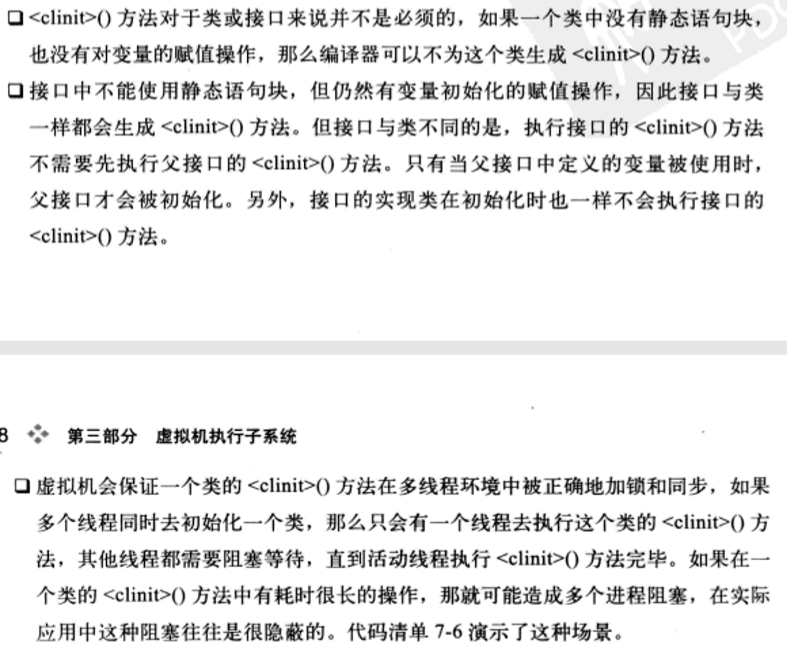 ❏ <clinit>() 方法对于类或接口来说并不是必须的，如果一个类中没有静态语句块，
也没有对变量的赋值操作，那么编译器可以不为这个类生成 <clinit>() 方法。
❏ 接口中不能使用静态语句块，但仍然有变量初始化的赋值操作，因此接口与类
一样都会生成 <clinit>() 方法。但接口与类不同的是，执行接口的 <clinit>() 方法
不需要先执行父接口的 <clinit>() 方法。只有当父接口中定义的变量被使用时，
父接口才会被初始化。另外，接口的实现类在初始化时也一样不会执行接口的
<clinit>() 方法。
8 第三部分 虚拟机执行子系统
❏ 虚拟机会保证一个类的 <clinit>() 方法在多线程环境中被正确地加锁和同步，如果
多个线程同时去初始化一个类，那么只会有一个线程去执行这个类的 <clinit>() 方
法，其他线程都需要阻塞等待，直到活动线程执行 <clinit>() 方法完毕。如果在一
个类的 <clinit>() 方法中有耗时很长的操作，那就可能造成多个进程阻塞，在实际
应用中这种阻塞往往是很隐蔽的。代码清单 7-6 演示了这种场景。